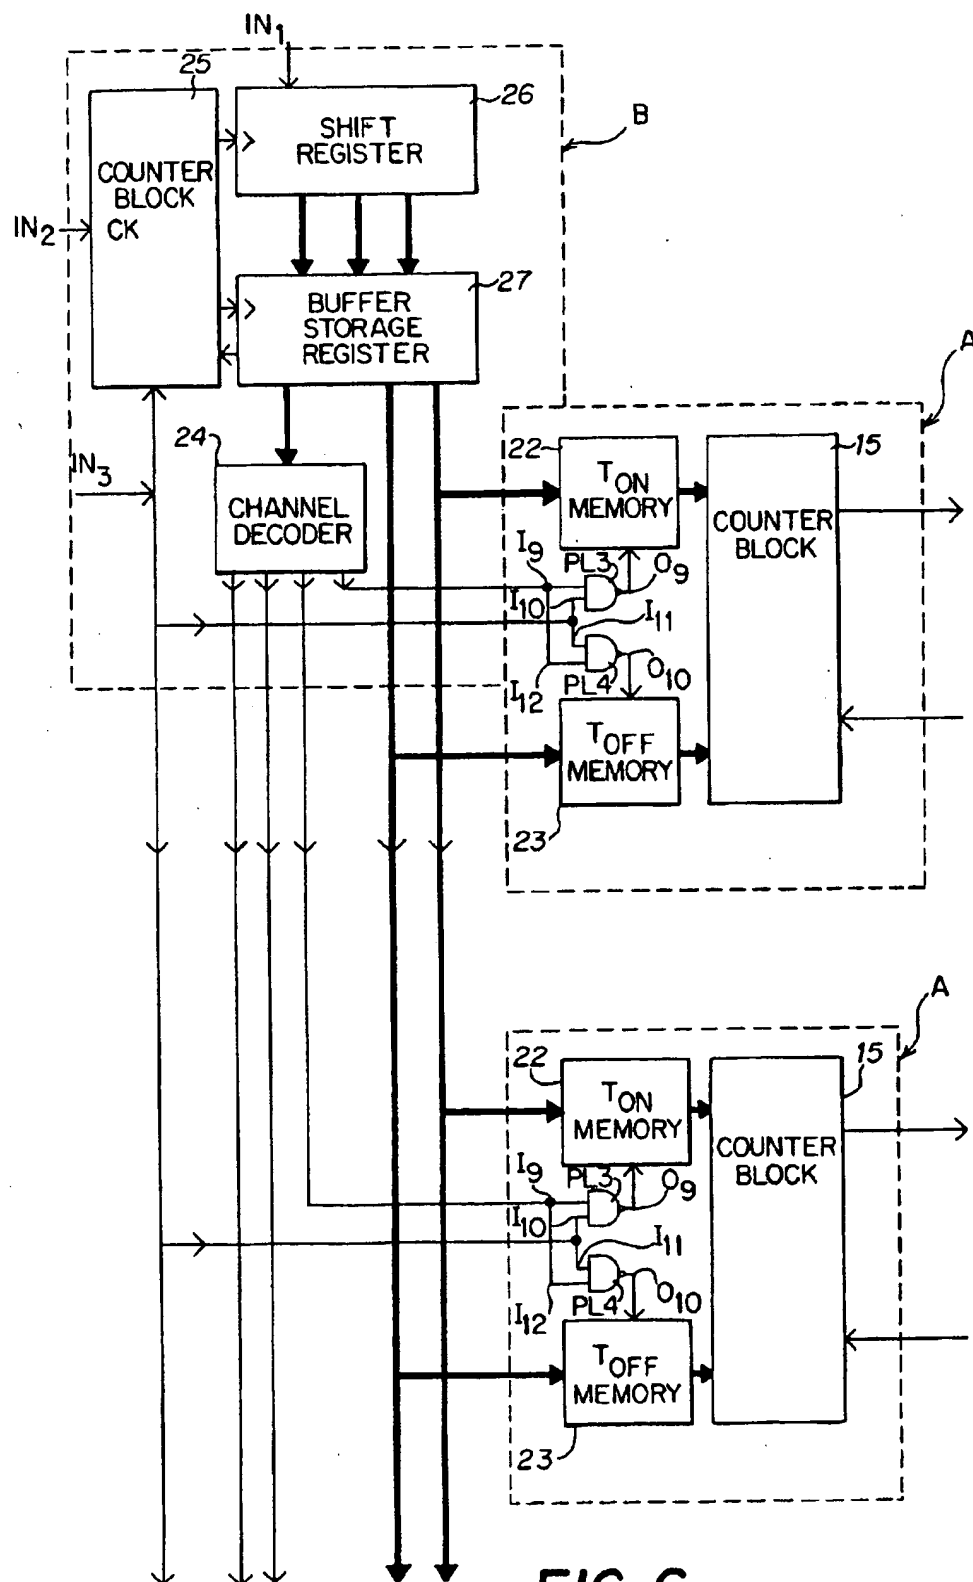 IN1
25
26
SHIFT
REGISTER
B
COUNTER
BLOCK
CK
IN2
27
BUFFER
STORAGE
REGISTER
A
24
22
15
IN3
TON
MEMORY
CHANNEL
DECODER
COUNTER
BLOCK
I9
PL3
O9
I10
I11
I12
PL4
O10
TOFF
MEMORY
23
A
22
15
TON
MEMORY
COUNTER
BLOCK
I9
PL3
O9
I10
I11
I12
PL4
O10
TOFF
MEMORY
23